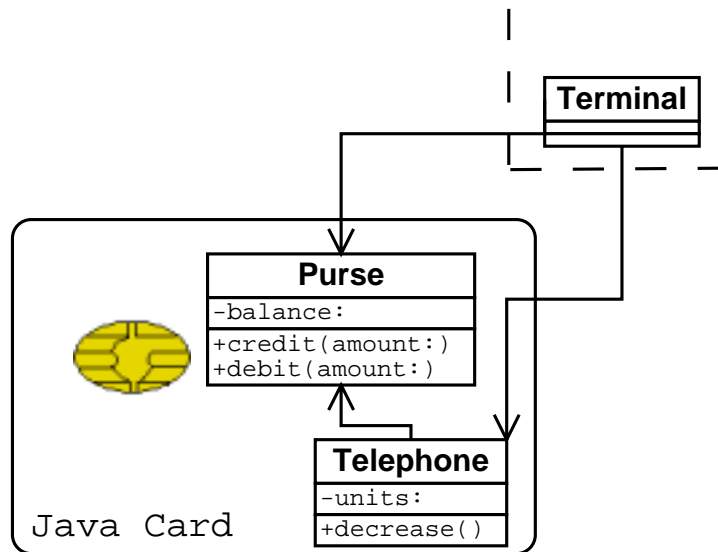 Terminal
Purse
-balance:
+credit(amount:)
+debit(amount:)
Telephone
-units:
+decrease()
Java Card